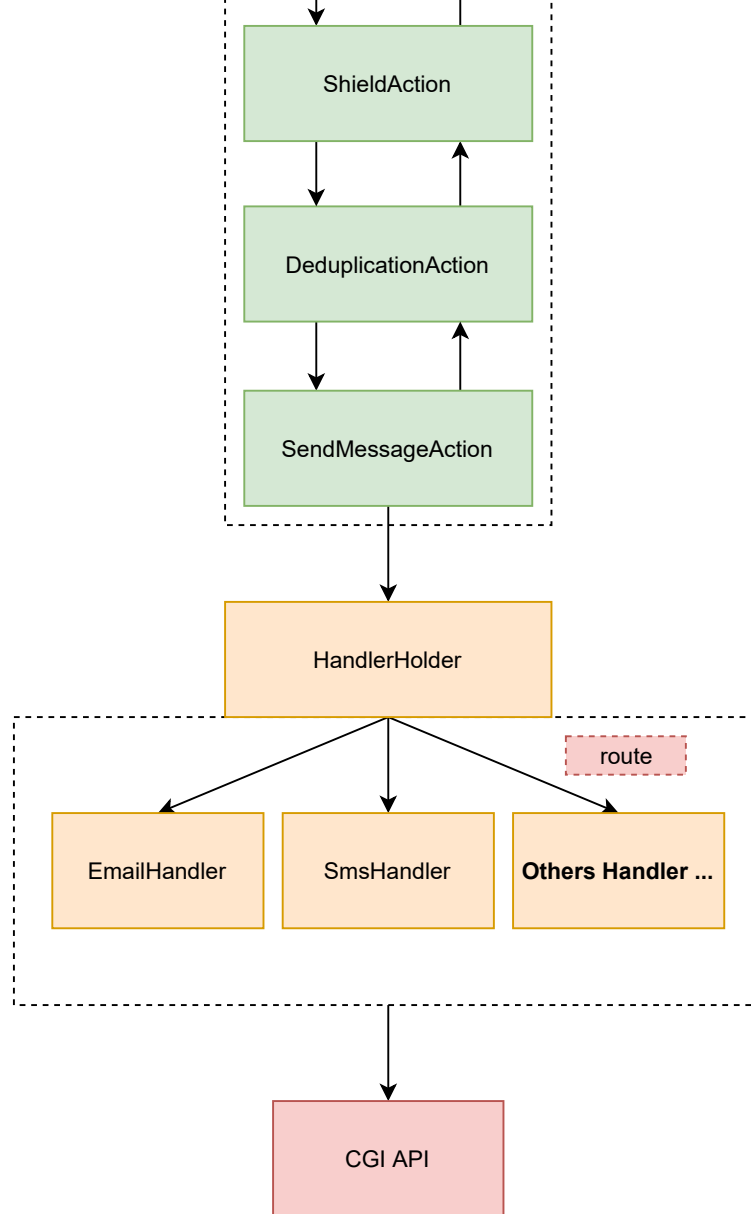 ShieldAction
DeduplicationAction
SendMessageAction
HandlerHolder
route
EmailHandler
SmsHandler
Others Handler ...
CGI API